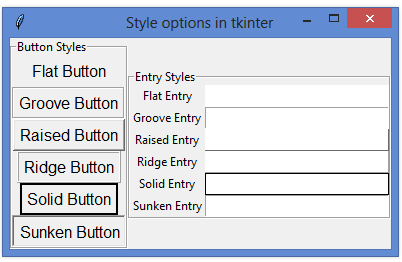 Style options in tkinter
Button Styles
Flat Button
Groove Button
Raised Button
Ridge Button
Solid Button
Sunken Button
Entry Styles
Flat Entry
Groove Entry
Raised Entry
Ridge Entry
Solid Entry
Sunken Entry